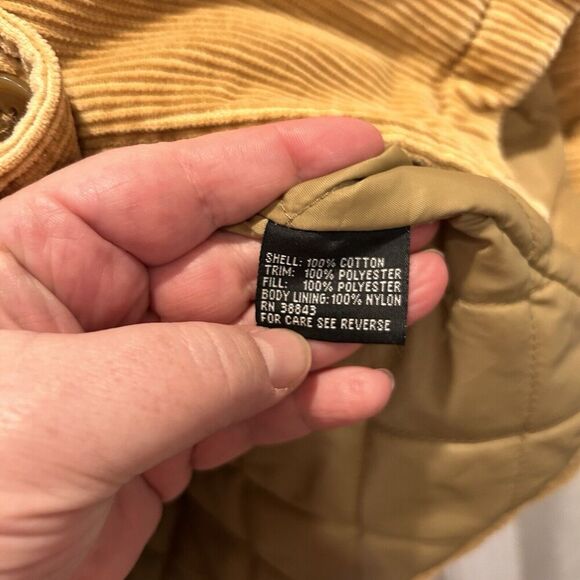 SHELL: 100% COTTON
TRIM: 100% POLYESTER
FILL: 100% POLYESTER
BODY LINING: 100% NYLON
RN 38843
FOR CARE SEE REVERSE